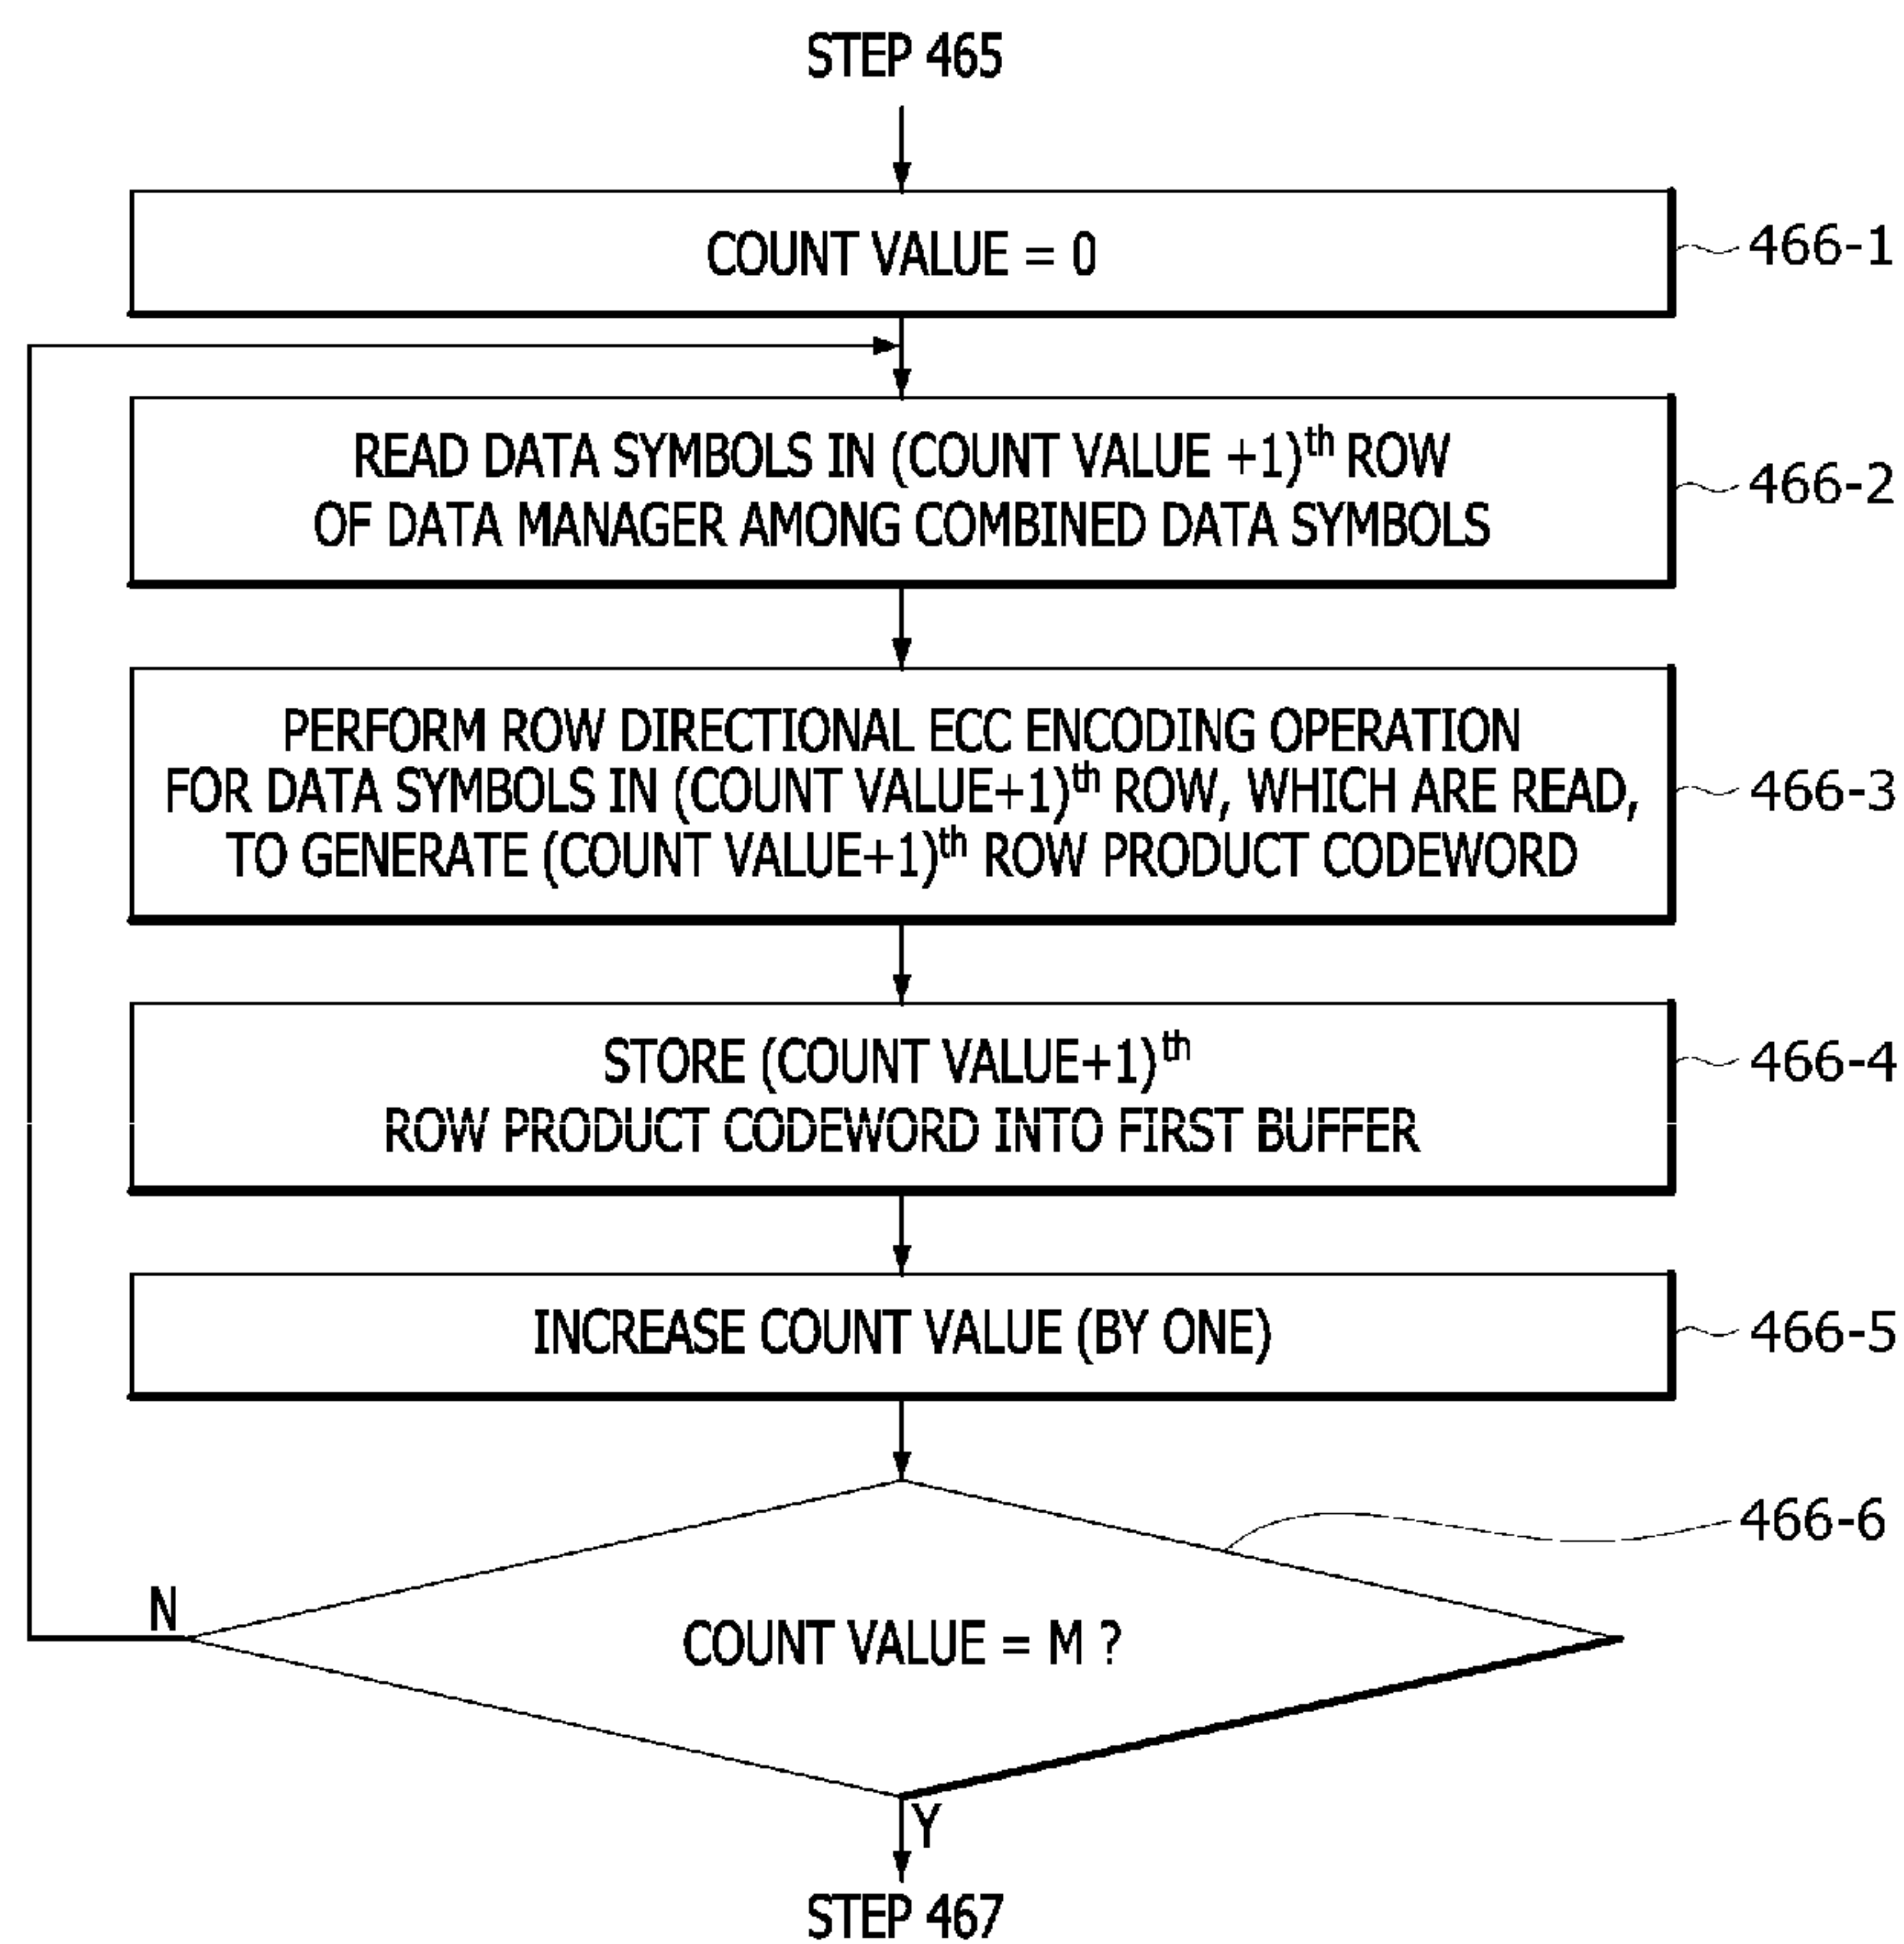 STEP 465
COUNT VALUE = 0
466-1
READ DATA SYMBOLS IN (COUNT VALUE +1)th ROW
OF DATA MANAGER AMONG COMBINED DATA SYMBOLS
466-2
PERFORM ROW DIRECTIONAL ECC ENCODING OPERATION
FOR DATA SYMBOLS IN (COUNT VALUE+1)th ROW, WHICH ARE READ,
TO GENERATE (COUNT VALUE+1)th ROW PRODUCT CODEWORD
466-3
STORE (COUNT VALUE+1)th
ROW PRODUCT CODEWORD INTO FIRST BUFFER
466-4
INCREASE COUNT VALUE (BY ONE)
466-5
466-6
N
COUNT VALUE = M ?
Y
STEP 467